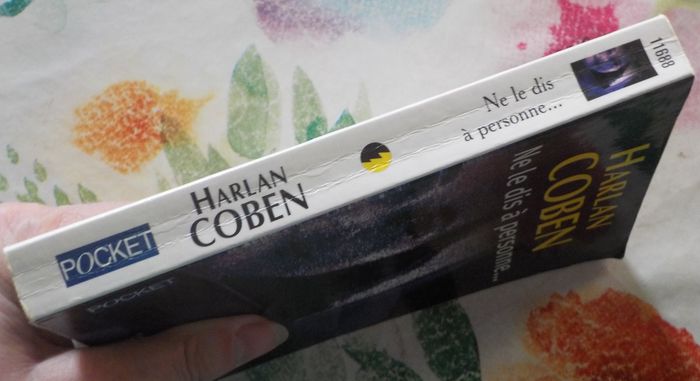 POCKET
HARLAN
COBEN
Ne le dis
à personne...
11688
HARLAN
COBEN
Ne le dis à personne...
POCKET